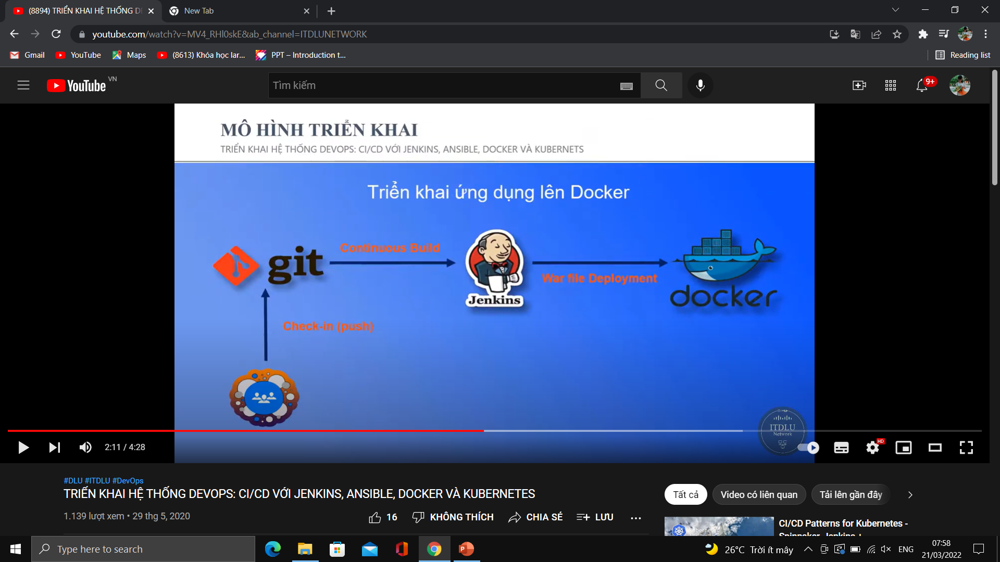 (8894) TRIỂN KHAI HỆ THỐNG DE
New Tab
youtube.com/watch?v=MV4_RHl0skE&ab_channel=ITDLUNETWORK
Gmail
YouTube
Maps
(8613) Khóa học lar...
PPT – Introduction t...
Reading list
YouTube VN
Tìm kiếm
9+
MÔ HÌNH TRIỂN KHAI
TRIỂN KHAI HỆ THỐNG DEVOPS: CI/CD VỚI JENKINS, ANSIBLE, DOCKER VÀ KUBERNETS
Triển khai ứng dụng lên Docker
Continuous Build
git
War file Deployment
Jenkins
docker
Check-in (push)
ITDLU
Network
2:11 / 4:28
HD
#DLU #ITDLU #DevOps
TRIỂN KHAI HỆ THỐNG DEVOPS: CI/CD VỚI JENKINS, ANSIBLE, DOCKER VÀ KUBERNETES
1.139 lượt xem • 29 thg 5, 2020
16
KHÔNG THÍCH
CHIA SẺ
LƯU
Tất cả
Video có liên quan
Tải lên gần đây
CI/CD Patterns for Kubernetes -
Type here to search
26°C Trời ít mây
ENG
07:58
21/03/2022